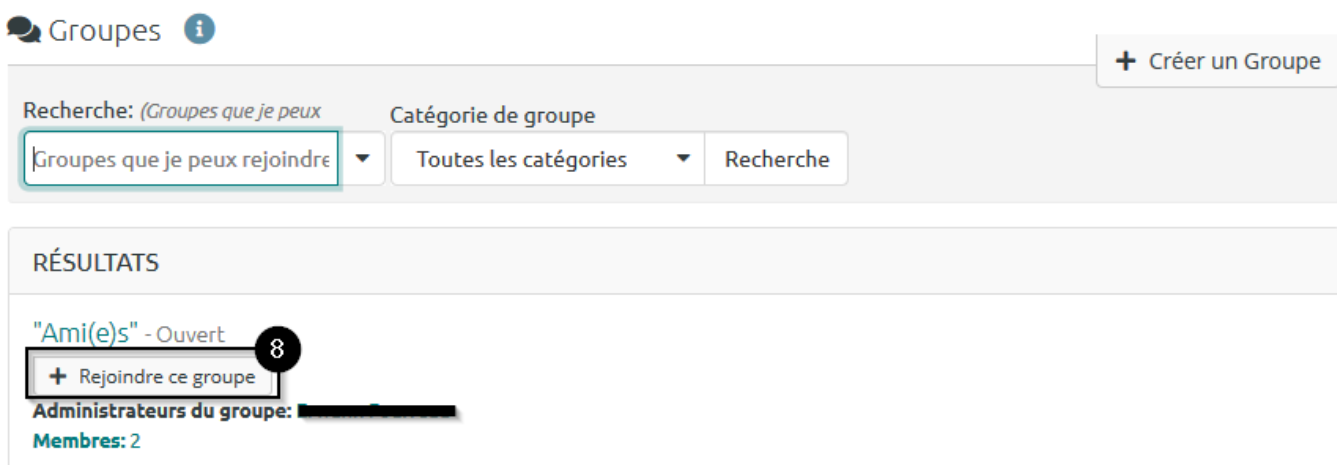 Groupes
+ Créer un Groupe
Recherche: (Groupes que je peux
Catégorie de groupe
Groupes que je peux rejoindre
Toutes les catégories
Recherche
RÉSULTATS
"Ami(e)s" - Ouvert
8
+ Rejoindre ce groupe
Administrateurs du groupe:
Membres: 2